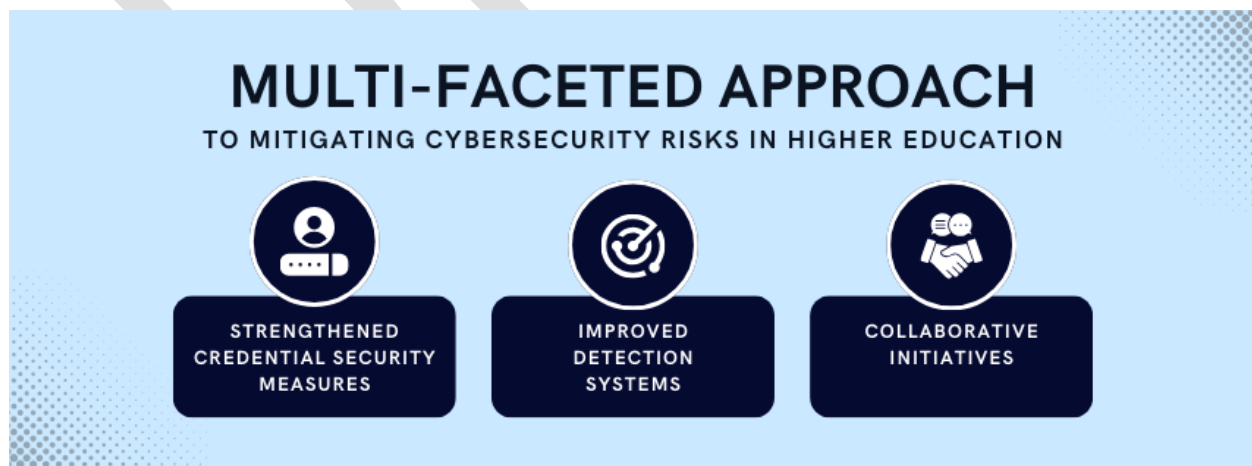 MULTI-FACETED APPROACH
TO MITIGATING CYBERSECURITY RISKS IN HIGHER EDUCATION
STRENGTHENED
CREDENTIAL SECURITY
MEASURES
IMPROVED
DETECTION
SYSTEMS
COLLABORATIVE
INITIATIVES